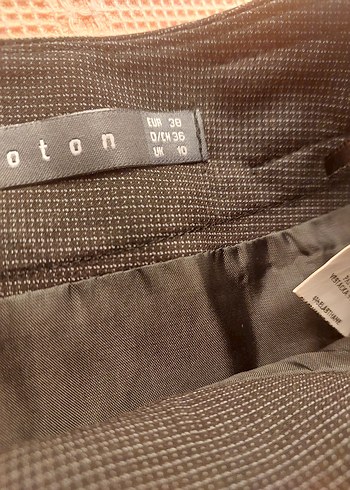 oton
EUR 38
D/CH 36
UK 10